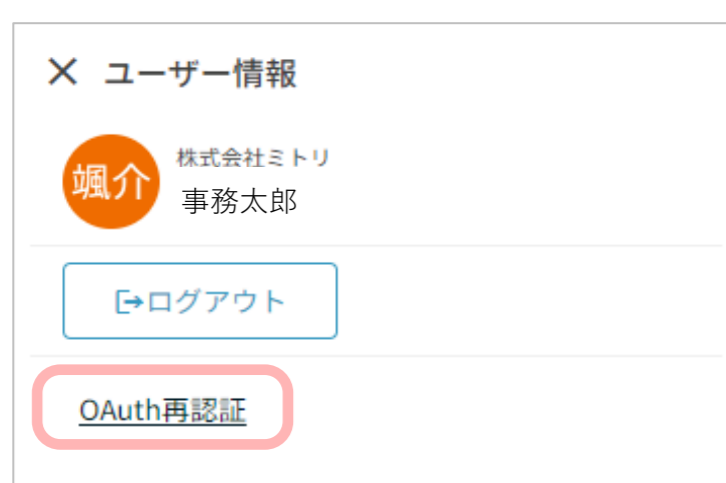 ユーザー情報
颯介
株式会社ミトリ
事務太郎
ログアウト
OAuth再認証